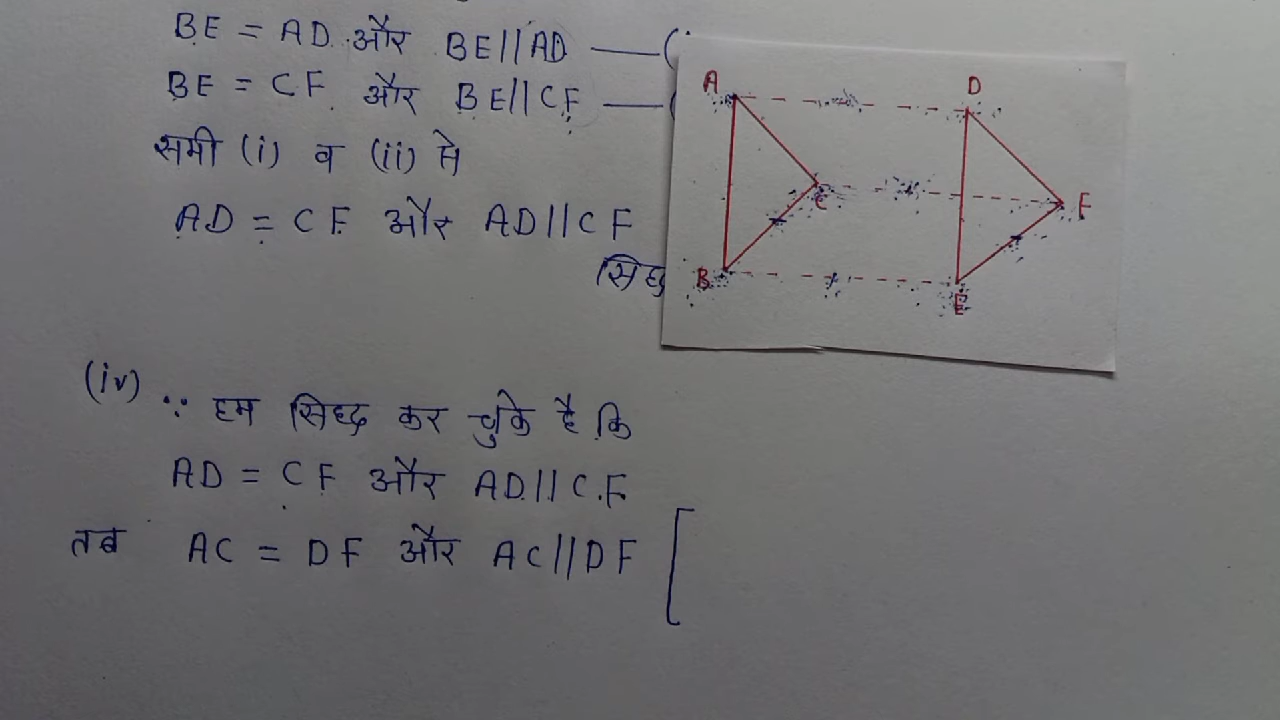 BE = AD और BE||AD —(
BE = CF और BE||CF —(
समी (i) व (ii) से
AD = CF और AD||CF
A
D
C
F
B
E
(iv) ∵ हम सिध्द कर चुके है कि
AD = CF और AD||CF
तब AC = DF और AC||DF [